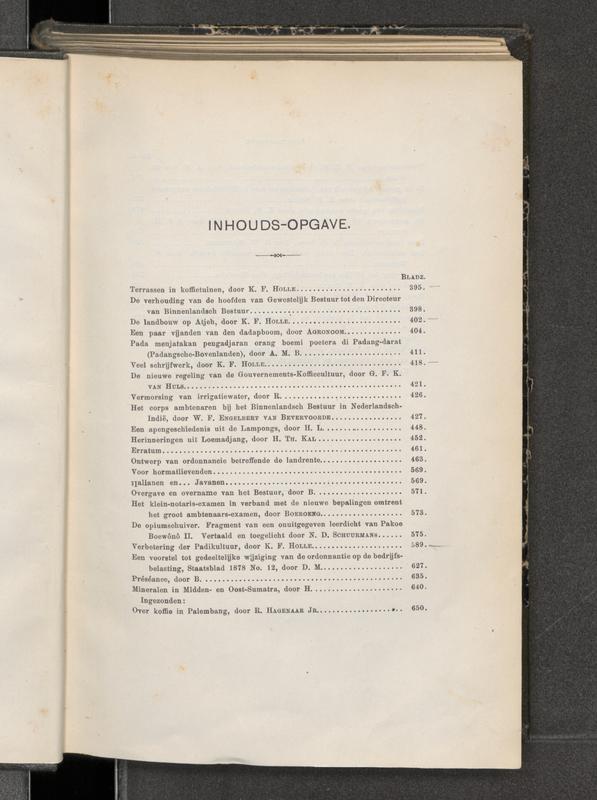 INHOUDS-OPGAVE.
BLADZ.
Terrassen in koffietuinen, door K. F. HOLLE........................ 395.
De verhouding van de hoofden van Gewestelijk Bestuur tot den Directeur
van Binnenlandsch Bestuur................................... 398.
De landbouw op Atjeh, door K. F. HOLLE.......................... 402.
Een paar vijanden van den dadapboom, door AGRONOOM............. 404.
Pada menjatakan pengadjaran orang boemi poetera di Padang-darat
(Padangsche-Bovenlanden), door A. M. B. ....................... 411.
Veel schrijfwerk, door K. F. HOLLE................................ 418.
De nieuwe regeling van de Gouvernements-Koffiecultuur, door G. F. K.
VAN HULS.................................................. 421.
Vermorsing van irrigatiewater, door R. ........................... 426.
Het corps ambtenaren bij het Binnenlandsch Bestuur in Nederlandsch-
Indië, door W. F. ENGELBERT VAN BEVERVOORDE................ 427.
Een apengeschiedenis uit de Lampongs, door H. L. .................. 448.
Herinneringen uit Loemadjang, door H. TH. KAL ................... 452.
Erratum....................................................... 461.
Ontwerp van ordonnancie betreffende de landrente................... 463.
Voor hormatlievenden............................................ 569.
Italianen en... Javanen......................................... 569.
Overgave en overname van het Bestuur, door B. .................... 571.
Het klein-notaris-examen in verband met de nieuwe bepalingen omtrent
het groot ambtenaars-examen, door BOEROENG................... 573.
De opiumschuiver. Fragment van een onuitgegeven leerdicht van Pakoe
Boewônô II. Vertaald en toegelicht door N. D. SCHUURMANS...... 575.
Verbetering der Padikultuur, door K. F. HOLLE..................... 589.
Een voorstel tot gedeeltelijke wijziging van de ordonnantie op de bedrijfs-
belasting, Staatsblad 1878 No. 12, door D. M. ................... 627.
Préséance, door B. .............................................. 635.
Mineralen in Midden- en Oost-Sumatra, door H. .................... 640.
Ingezonden:
Over koffie in Palembang, door R. HAGENAAR JR. .................... 650.